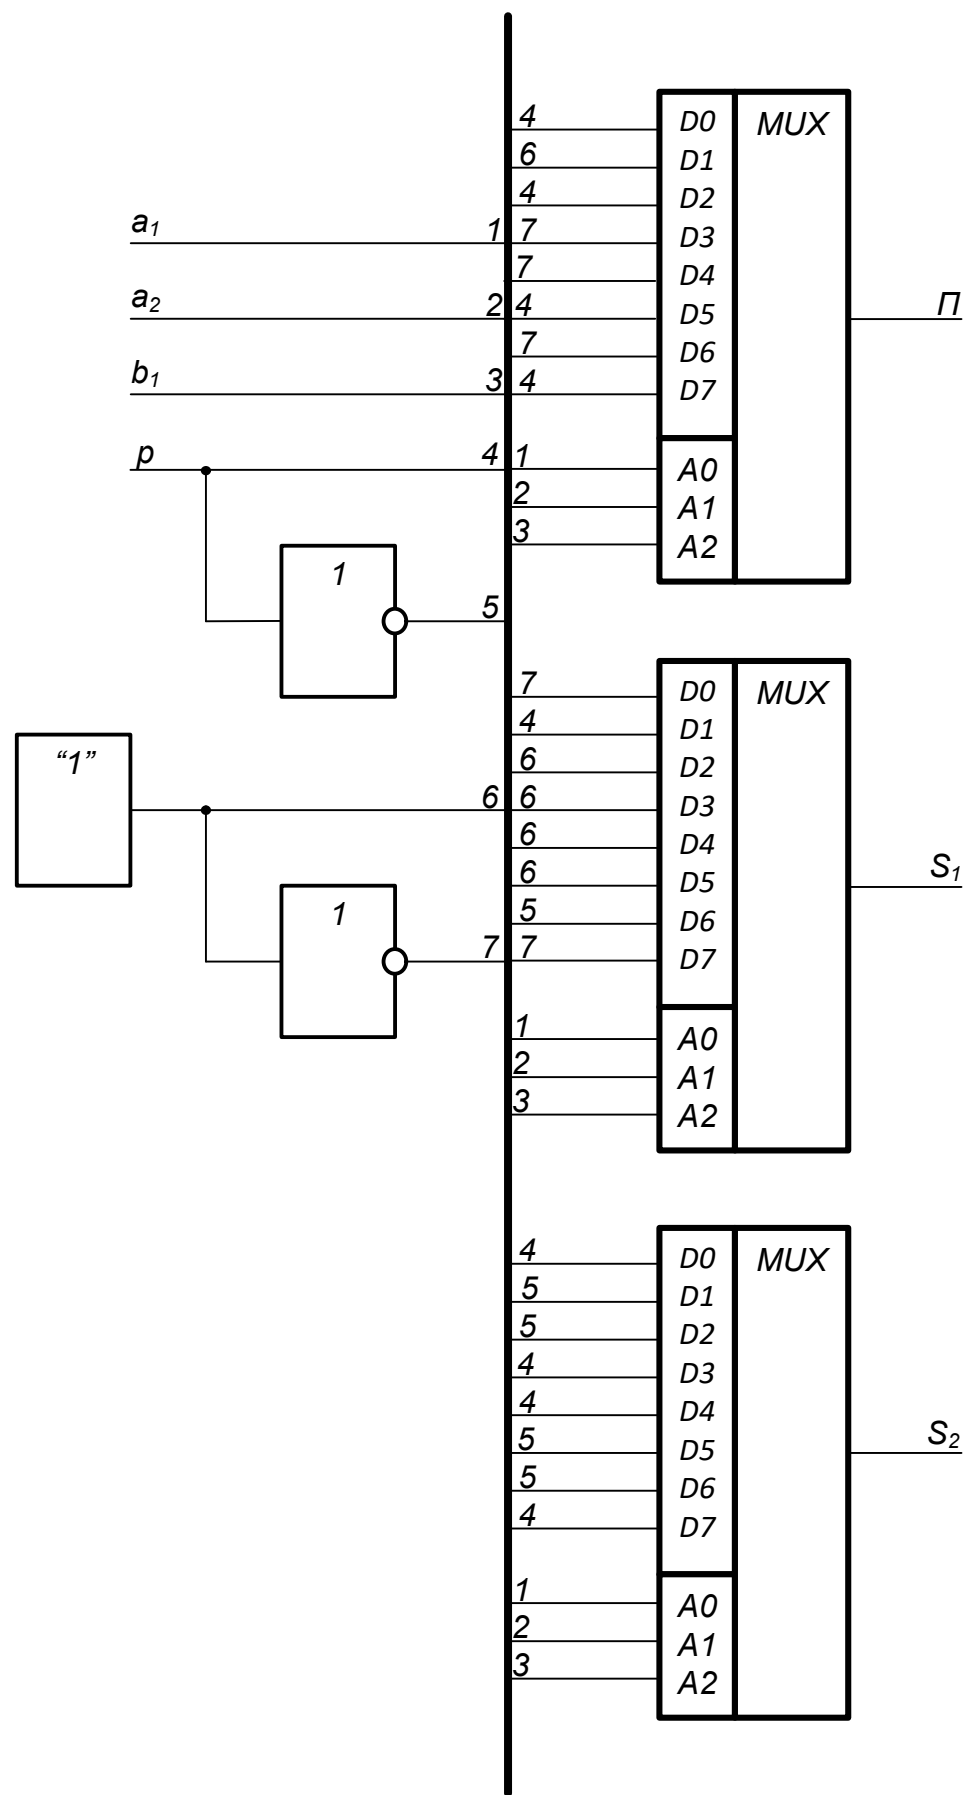 4 D0 MUX
6 D1
4 D2
a₁ 1 7 D3
7 D4
a₂ 2 4 D5 П
7 D6
b₁ 3 4 D7
p 4 1 A0
2 A1
3 A2
1
5
7 D0 MUX
4 D1
“1” 6 D2
6 6 D3
6 D4
6 D5 S₁
1 5 D6
7 7 D7
1 A0
2 A1
3 A2
4 D0 MUX
5 D1
5 D2
4 D3
4 D4
5 D5 S₂
5 D6
4 D7
1 A0
2 A1
3 A2